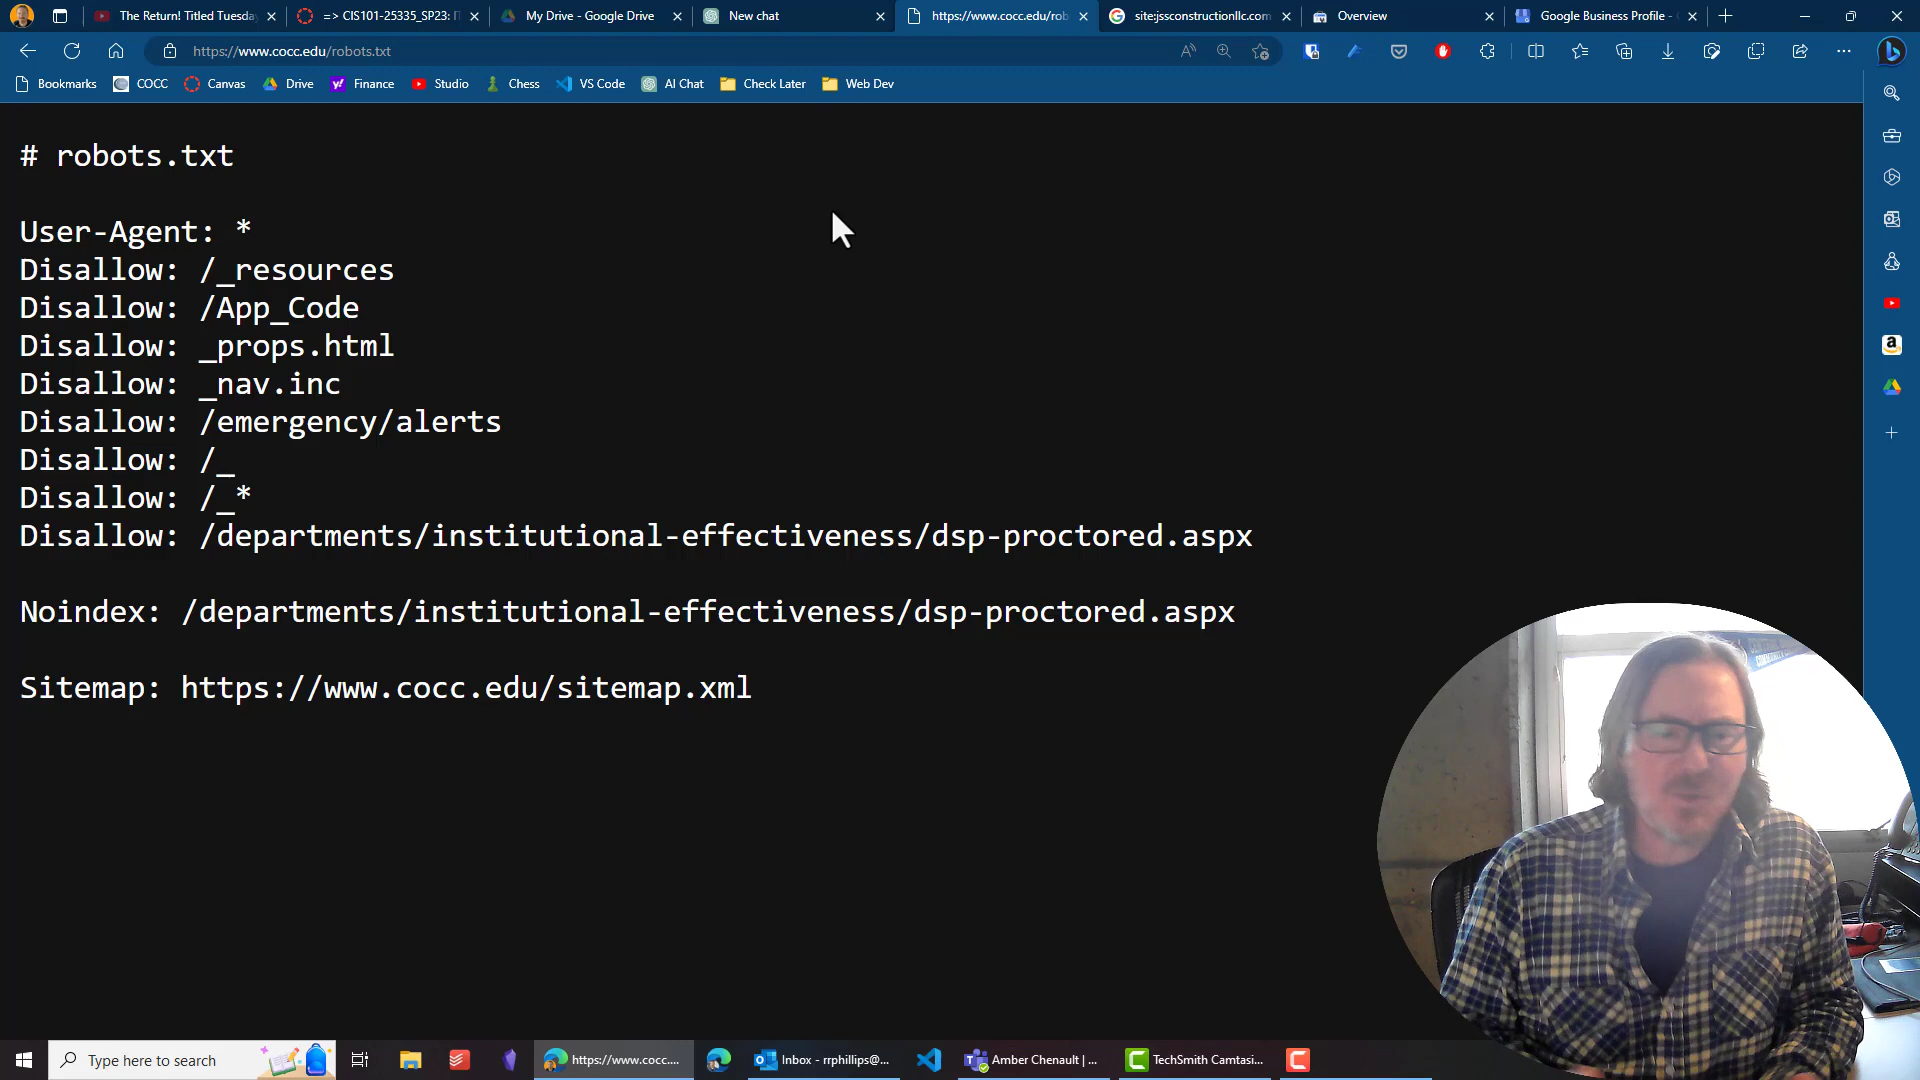 The Return! Titled Tuesday
=> CIS101-25335_SP23: I
My Drive - Google Drive
New chat
https://www.cocc.edu/rob
site:jssconstructionllc.com
Overview
Google Business Profile -
https://www.cocc.edu/robots.txt
Bookmarks
COCC
Canvas
Drive
Finance
Studio
Chess
VS Code
AI Chat
Check Later
Web Dev
# robots.txt
User-Agent: *
Disallow: /_resources
Disallow: /App_Code
Disallow: _props.html
Disallow: _nav.inc
Disallow: /emergency/alerts
Disallow: /_
Disallow: /_*
Disallow: /departments/institutional-effectiveness/dsp-proctored.aspx
Noindex: /departments/institutional-effectiveness/dsp-proctored.aspx
Sitemap: https://www.cocc.edu/sitemap.xml
Type here to search
https://www.cocc....
Inbox - rrphillips@...
Amber Chenault | ...
TechSmith Camtasi...